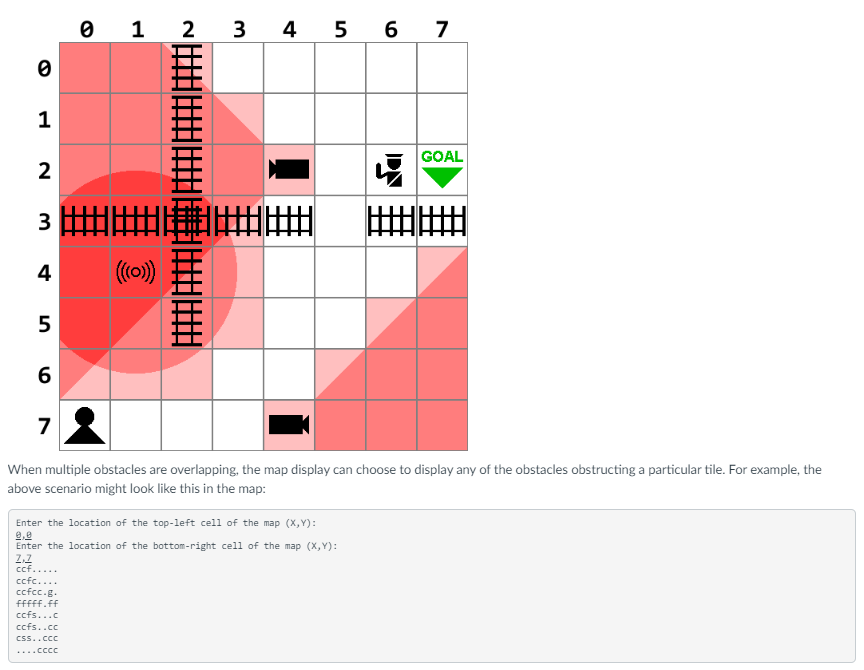 0 1 2 3 4 5 6 7
0
1
2 GOAL
3
4
5
6
7
When multiple obstacles are overlapping, the map display can choose to display any of the obstacles obstructing a particular tile. For example, the
above scenario might look like this in the map:
Enter the location of the top-left cell of the map (X,Y):
0,0
Enter the location of the bottom-right cell of the map (X,Y):
7,7
ccf.....
ccfc....
ccfcc.g.
fffff.ff
ccfs...c
ccfs..cc
css..ccc
....cccc